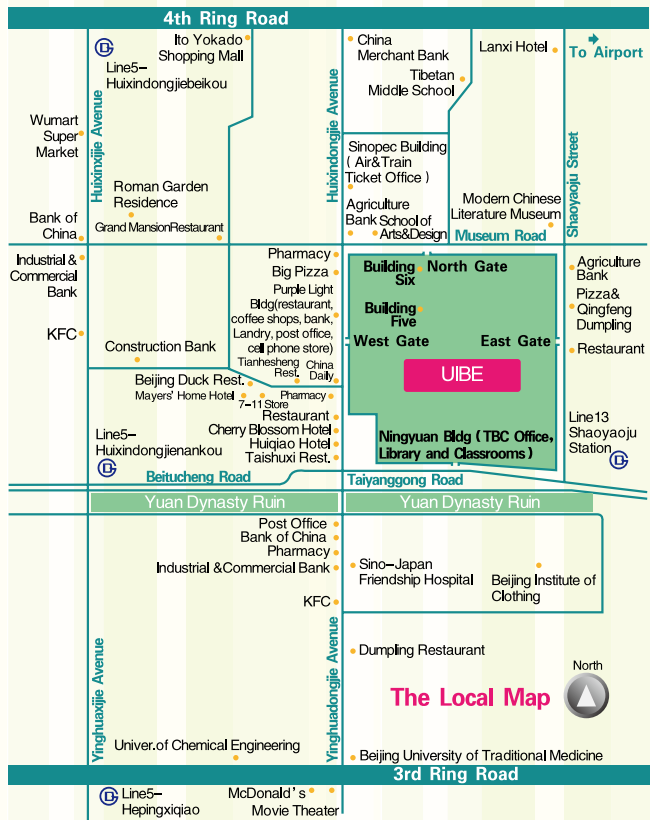 4th Ring Road
Ito Yokado
Shopping Mall
Line5–
Huixindongjiebeikou
China
Merchant Bank
Lanxi Hotel
To Airport
Tibetan
Middle School
Huixinxijie Avenue
Huixindongjie Avenue
Shaoyaoju Street
Wumart
Super
Market
Sinopec Building
( Air&Train
Ticket Office )
Roman Garden
Residence
Grand MansionRestaurant
Bank of
China
Agriculture
Bank
School of
Arts&Design
Modern Chinese
Literature Museum
Museum Road
Industrial &
Commercial
Bank
KFC
Construction Bank
Pharmacy
Big Pizza
Purple Light
Bldg(restaurant,
coffee shops, bank,
Landry, post office,
cell phone store)
Tianhesheng
Rest.
China
Daily
Building
Six
North Gate
Building
Five
West Gate
East Gate
UIBE
Ningyuan Bldg ( TBC Office,
Library and Classrooms )
Agriculture
Bank
Pizza&
Qingfeng
Dumpling
Restaurant
Beijing Duck Rest.
Mayers' Home Hotel
7–11 Store
Pharmacy
Restaurant
Cherry Blossom Hotel
Huiqiao Hotel
Taishuxi Rest.
Line5–
Huixindongjienankou
Line13
Shaoyaoju
Station
Beitucheng Road
Taiyanggong Road
Yuan Dynasty Ruin
Yuan Dynasty Ruin
Post Office
Bank of China
Pharmacy
Industrial &Commercial Bank
KFC
Sino–Japan
Friendship Hospital
Beijing Institute of
Clothing
Yinghuaxijie Avenue
Yinghuadongjie Avenue
Dumpling Restaurant
North
The Local Map
Univer.of Chemical Engineering
Beijing University of Traditional Medicine
3rd Ring Road
Line5–
Hepingxiqiao
McDonald's
Movie Theater